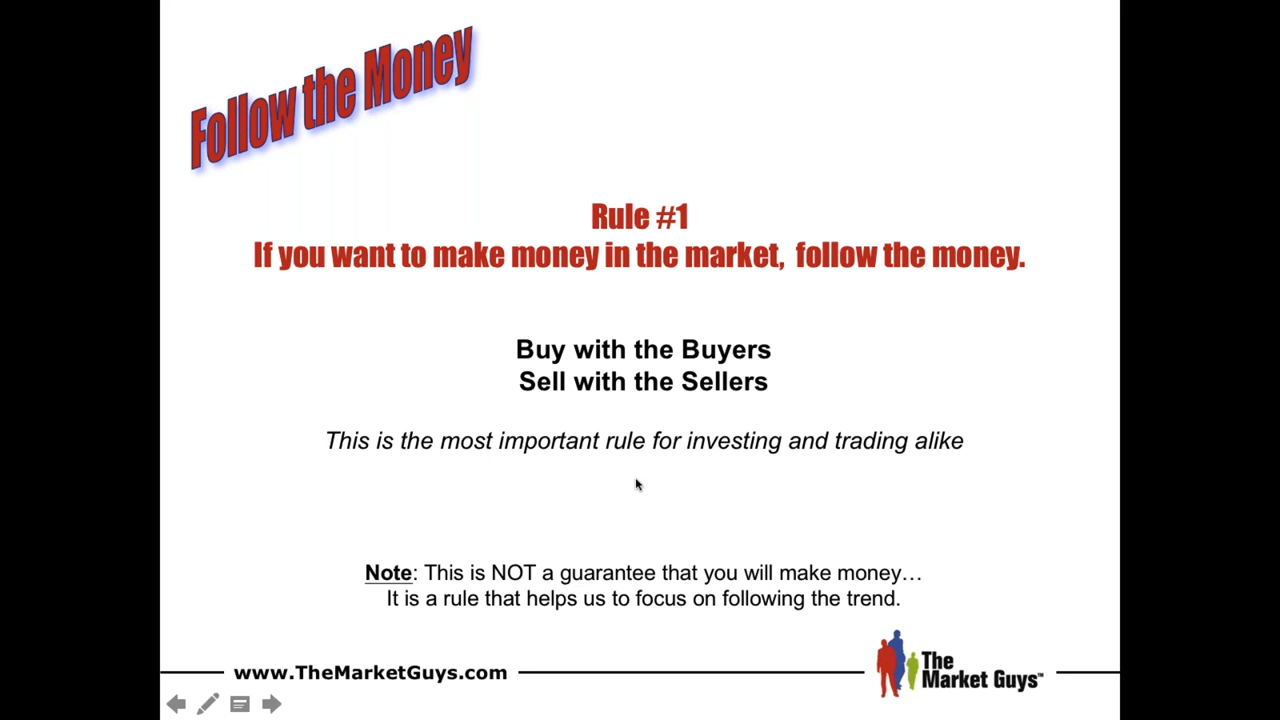 Follow the Money
Rule #1
If you want to make money in the market, follow the money.
Buy with the Buyers
Sell with the Sellers
This is the most important rule for investing and trading alike
Note: This is NOT a guarantee that you will make money…
It is a rule that helps us to focus on following the trend.
www.TheMarketGuys.com
The
Market Guys™